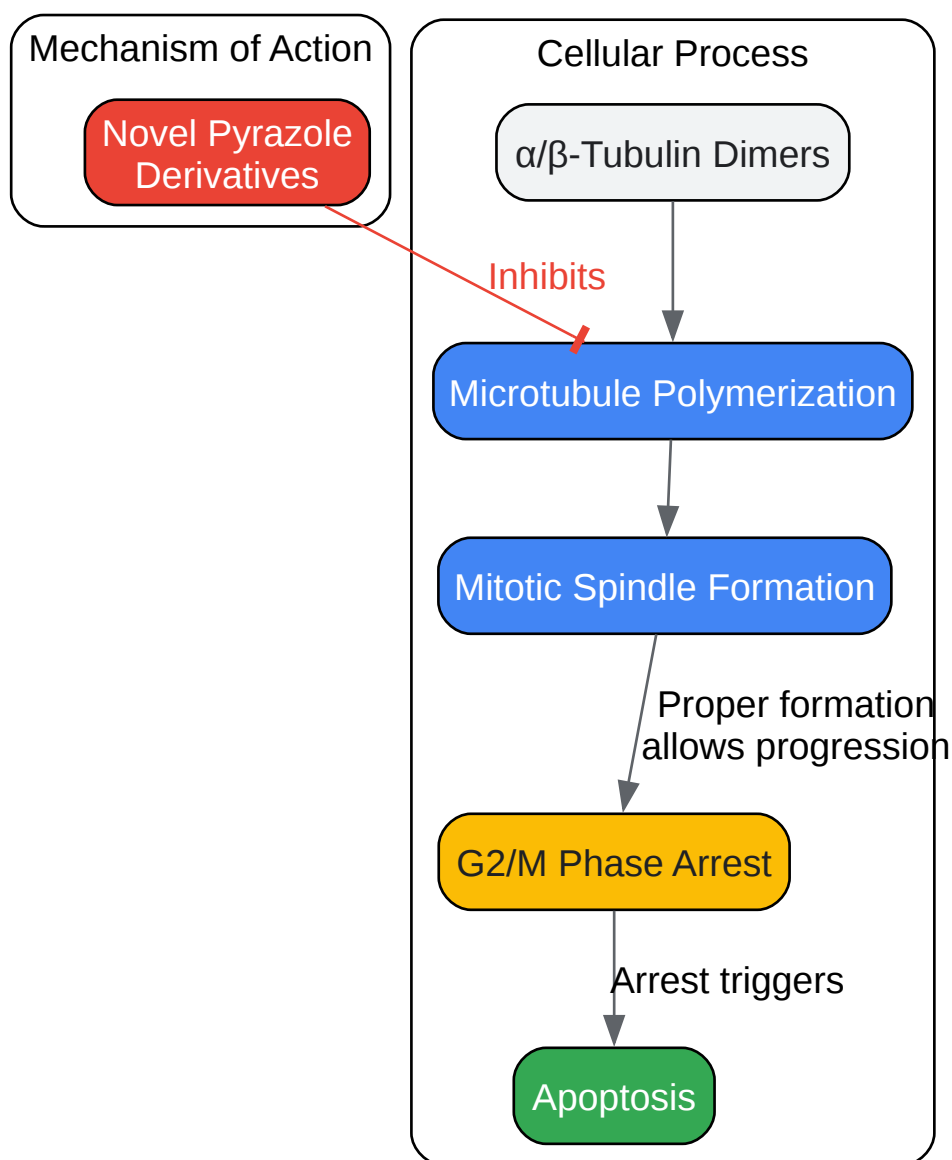 Mechanism of Action
Novel Pyrazole
Derivatives
Cellular Process
α/β-Tubulin Dimers
Inhibits
Microtubule Polymerization
Mitotic Spindle Formation
Proper formation
allows progression
G2/M Phase Arrest
Arrest triggers
Apoptosis